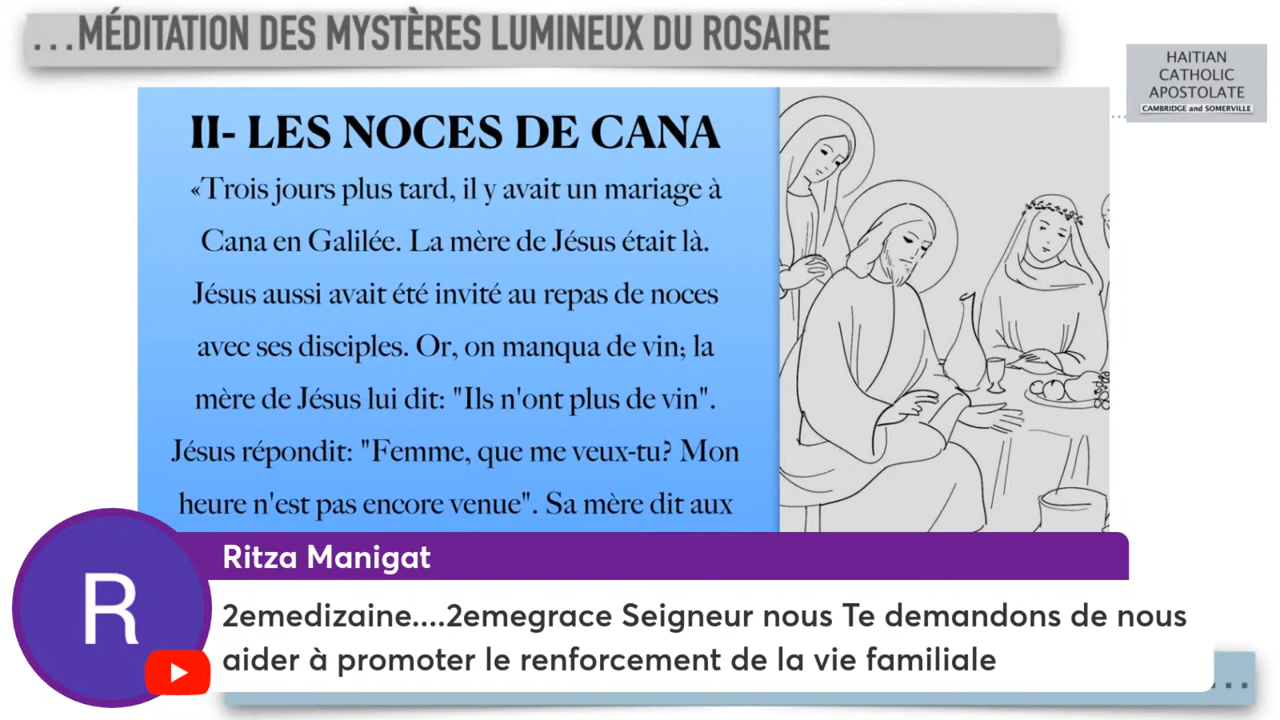 ...MÉDITATION DES MYSTÈRES LUMINEUX DU ROSAIRE
HAITIAN
CATHOLIC
APOSTOLATE
CAMBRIDGE and SOMERVILLE
II- LES NOCES DE CANA
«Trois jours plus tard, il y avait un mariage à
Cana en Galilée. La mère de Jésus était là.
Jésus aussi avait été invité au repas de noces
avec ses disciples. Or, on manqua de vin; la
mère de Jésus lui dit: "Ils n'ont plus de vin".
Jésus répondit: "Femme, que me veux-tu? Mon
heure n'est pas encore venue". Sa mère dit aux
R
Ritza Manigat
2emedizaine....2emegrace Seigneur nous Te demandons de nous
aider à promoter le renforcement de la vie familiale